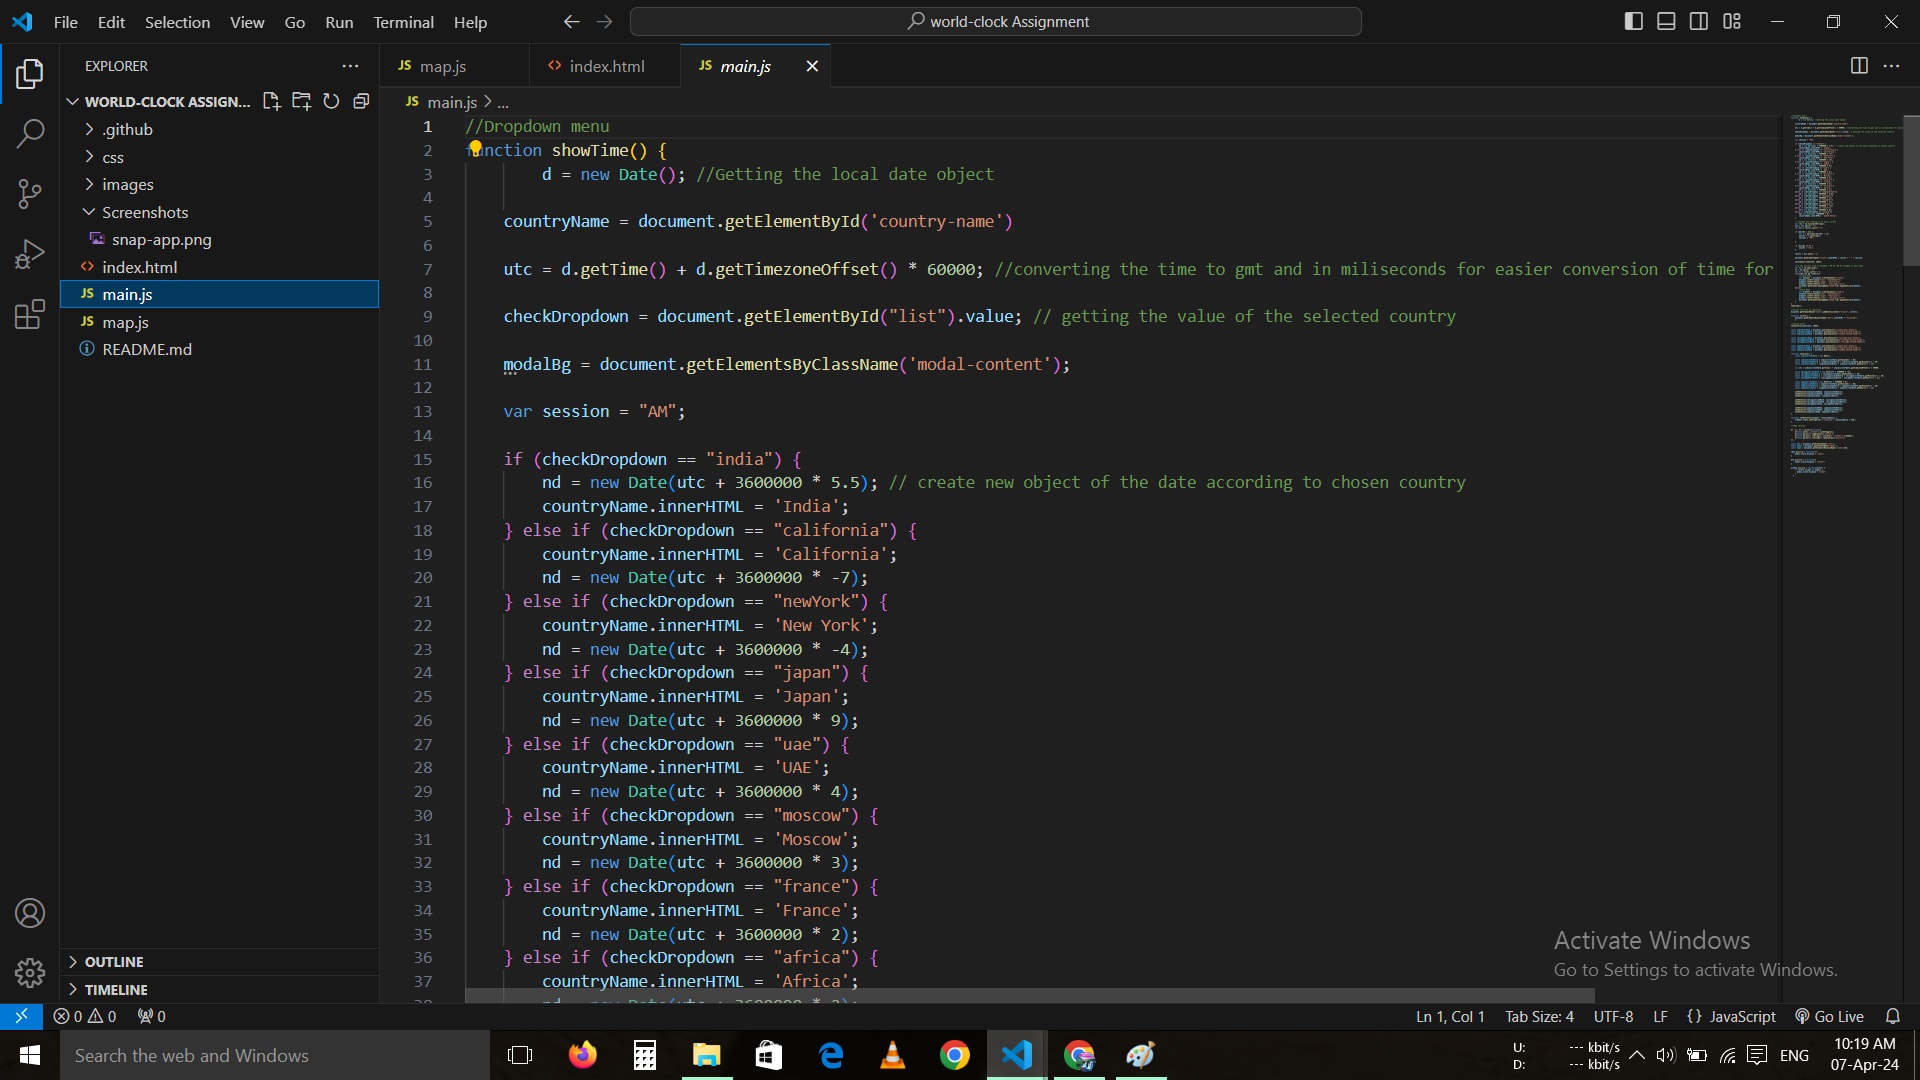 File Edit Selection View Go Run Terminal Help
world-clock Assignment
EXPLORER
WORLD-CLOCK ASSIGN...
.github
css
images
Screenshots
snap-app.png
index.html
JS main.js
JS map.js
README.md
OUTLINE
TIMELINE
JS map.js
index.html
JS main.js
JS main.js > ...
1 //Dropdown menu
2 function showTime() {
3 d = new Date(); //Getting the local date object
4
5 countryName = document.getElementById('country-name')
6
7 utc = d.getTime() + d.getTimezoneOffset() * 60000; //converting the time to gmt and in miliseconds for easier conversion of time for
8
9 checkDropdown = document.getElementById("list").value; // getting the value of the selected country
10
11 modalBg = document.getElementsByClassName('modal-content');
12
13 var session = "AM";
14
15 if (checkDropdown == "india") {
16 nd = new Date(utc + 3600000 * 5.5); // create new object of the date according to chosen country
17 countryName.innerHTML = 'India';
18 } else if (checkDropdown == "california") {
19 countryName.innerHTML = 'California';
20 nd = new Date(utc + 3600000 * -7);
21 } else if (checkDropdown == "newYork") {
22 countryName.innerHTML = 'New York';
23 nd = new Date(utc + 3600000 * -4);
24 } else if (checkDropdown == "japan") {
25 countryName.innerHTML = 'Japan';
26 nd = new Date(utc + 3600000 * 9);
27 } else if (checkDropdown == "uae") {
28 countryName.innerHTML = 'UAE';
29 nd = new Date(utc + 3600000 * 4);
30 } else if (checkDropdown == "moscow") {
31 countryName.innerHTML = 'Moscow';
32 nd = new Date(utc + 3600000 * 3);
33 } else if (checkDropdown == "france") {
34 countryName.innerHTML = 'France';
35 nd = new Date(utc + 3600000 * 2);
36 } else if (checkDropdown == "africa") {
37 countryName.innerHTML = 'Africa';
Activate Windows
Go to Settings to activate Windows.
0 0 0
Ln 1, Col 1 Tab Size: 4 UTF-8 LF {} JavaScript Go Live
Search the web and Windows
U: --- kbit/s
D: --- kbit/s
ENG
10:19 AM
07-Apr-24